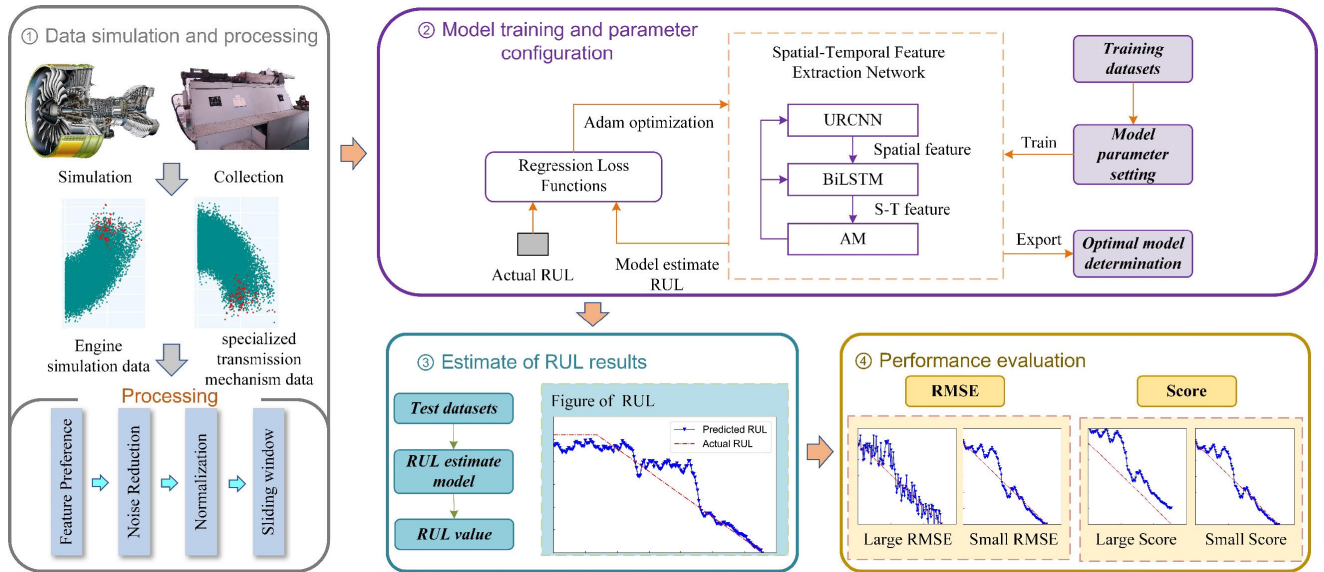 ① Data simulation and processing
Simulation
Collection
Engine
simulation data
specialized
transmission
mechanism data
Processing
Feature Preference
Noise Reduction
Normalization
Sliding window
② Model training and parameter
configuration
Adam optimization
Regression Loss
Functions
Actual RUL
Model estimate
RUL
Spatial-Temporal Feature
Extraction Network
URCNN
Spatial feature
BiLSTM
S-T feature
AM
Training
datasets
Train
Model
parameter
setting
Export
Optimal model
determination
③ Estimate of RUL results
Test datasets
RUL estimate
model
RUL value
Figure of RUL
Predicted RUL
Actual RUL
④ Performance evaluation
RMSE
Score
Large RMSE
Small RMSE
Large Score
Small Score